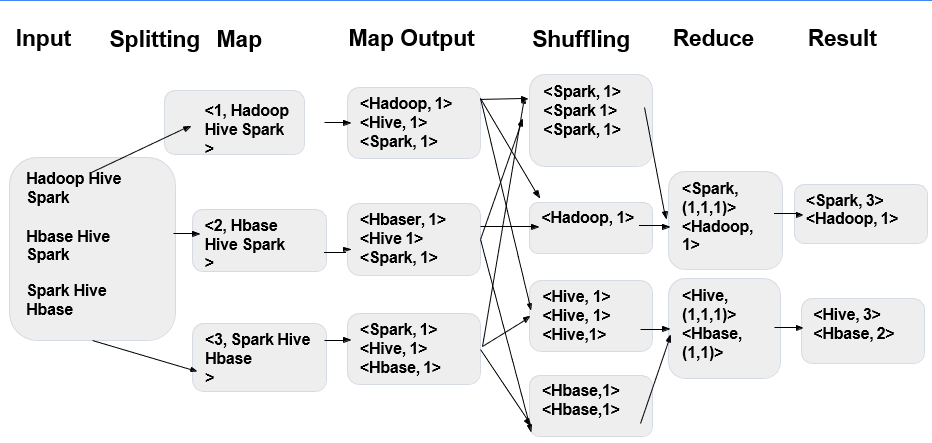 Input Splitting Map Map Output Shuffling Reduce Result
Hadoop Hive
Spark
Hbase Hive
Spark
Spark Hive
Hbase
<1, Hadoop
Hive Spark
>
<2, Hbase
Hive Spark
>
<3, Spark Hive
Hbase
>
<Hadoop, 1>
<Hive, 1>
<Spark, 1>
<Hbaser, 1>
<Hive 1>
<Spark, 1>
<Spark, 1>
<Hive, 1>
<Hbase, 1>
<Spark, 1>
<Spark 1>
<Spark, 1>
<Hadoop, 1>
<Hive, 1>
<Hive, 1>
<Hive,1>
<Hbase,1>
<Hbase,1>
<Spark,
(1,1,1)>
<Hadoop,
1>
<Hive,
(1,1,1)>
<Hbase,
(1,1)>
<Spark, 3>
<Hadoop, 1>
<Hive, 3>
<Hbase, 2>